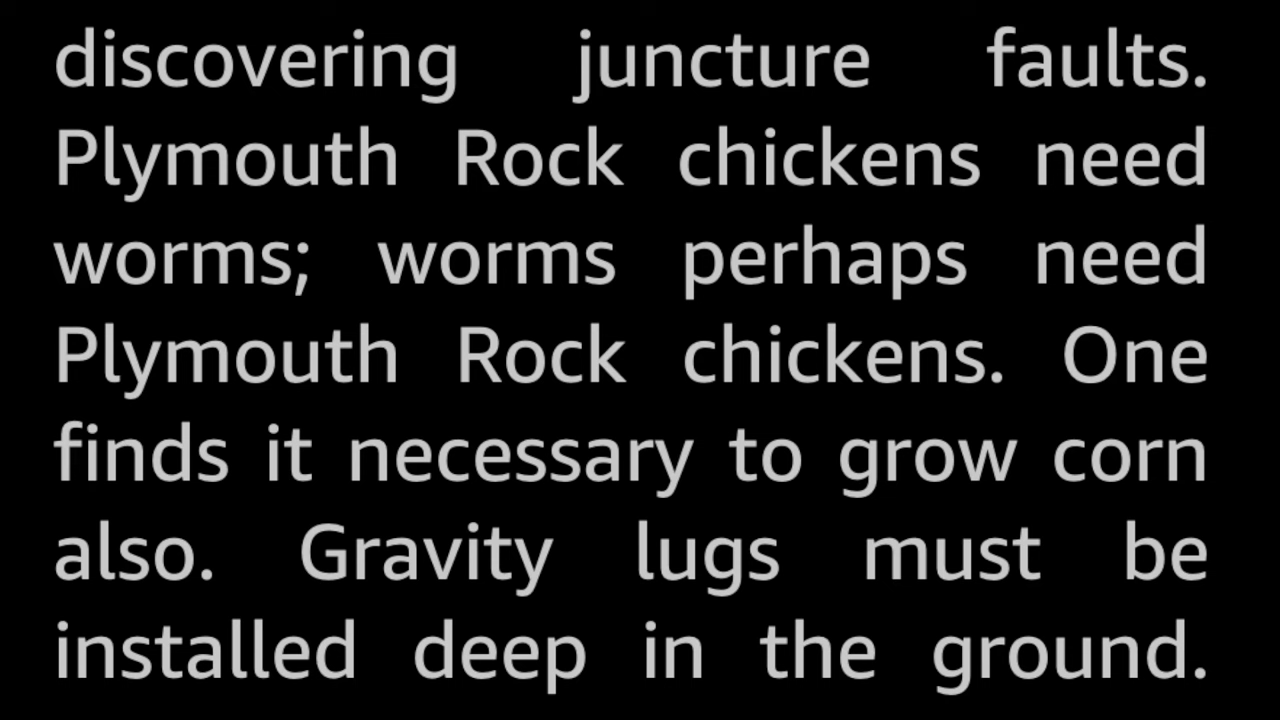 discovering juncture faults.
Plymouth Rock chickens need
worms; worms perhaps need
Plymouth Rock chickens. One
finds it necessary to grow corn
also. Gravity lugs must be
installed deep in the ground.